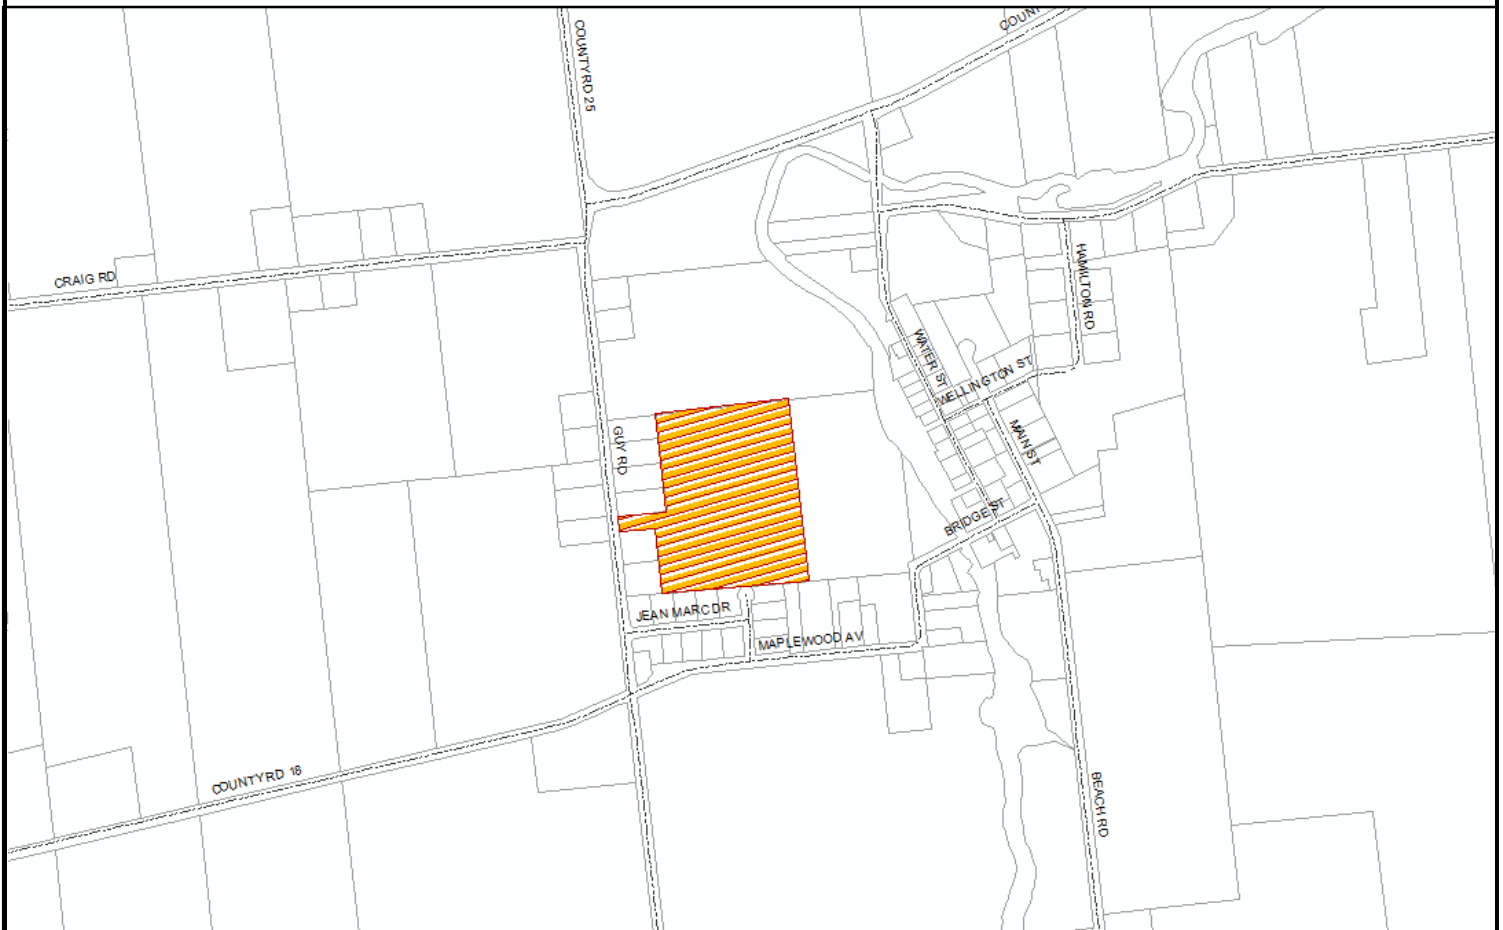 COUNTY RD 25
CRAIG RD
HAMILTON RD
WATER ST
WELLINGTON ST
GUY RD
MAIN ST
BRIDGE ST
JEAN MARC DR
MAPLEWOOD AV
COUNTY RD 18
BEACH RD